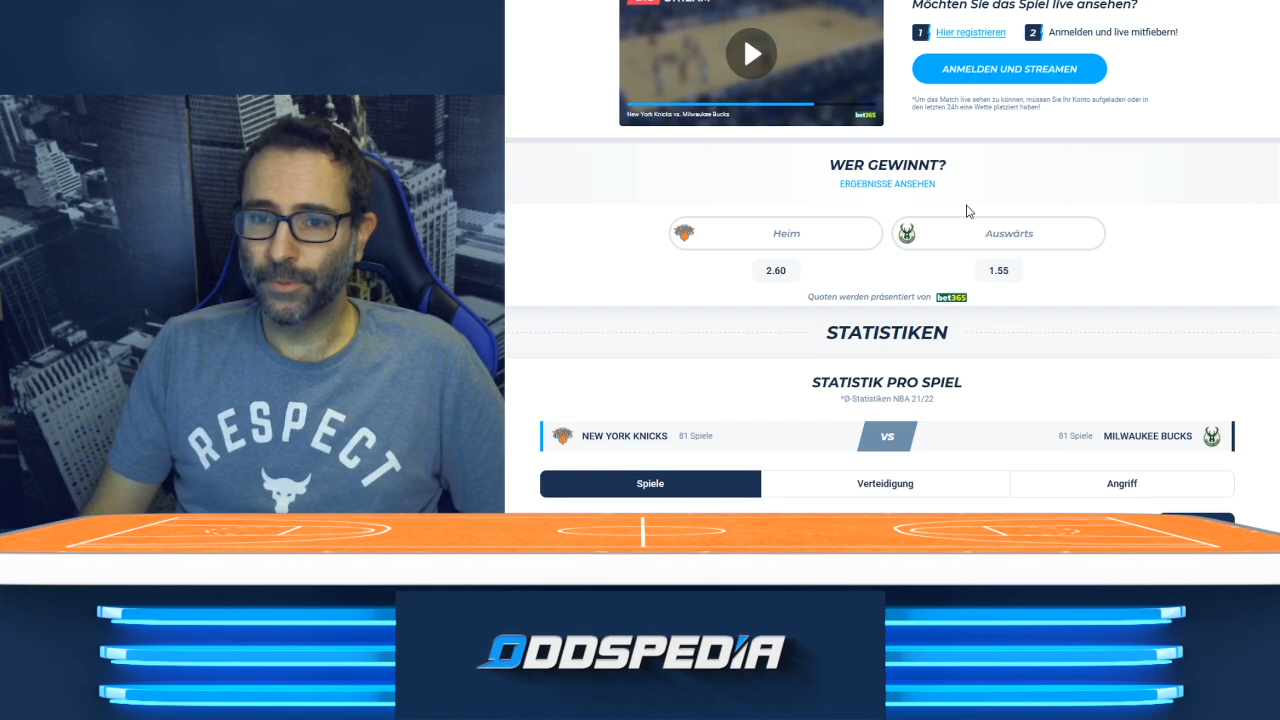 STREAM
New York Knicks vs. Milwaukee Bucks
bet365
Möchten Sie das Spiel live ansehen?
1 Hier registrieren
2 Anmelden und live mitfiebern!
ANMELDEN UND STREAMEN
*Um das Match live sehen zu können, müssen Sie Ihr Konto aufgeladen oder in
den letzten 24h eine Wette platziert haben!
WER GEWINNT?
ERGEBNISSE ANSEHEN
Heim
Auswärts
2.60
1.55
Quoten werden präsentiert von bet365
STATISTIKEN
STATISTIK PRO SPIEL
*Ø-Statistiken NBA 21/22
NEW YORK KNICKS 81 Spiele
VS
81 Spiele MILWAUKEE BUCKS
Spiele
Verteidigung
Angriff
RESPECT
ODDSPEDIA